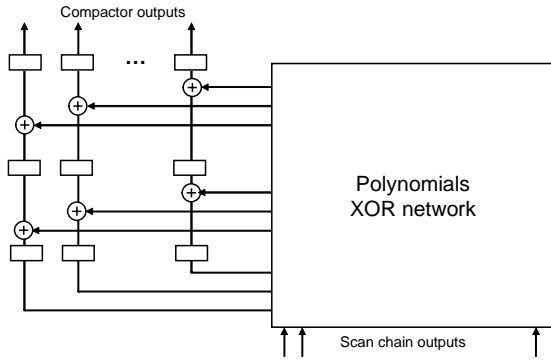 Compactor outputs
...
Polynomials
XOR network
Scan chain outputs